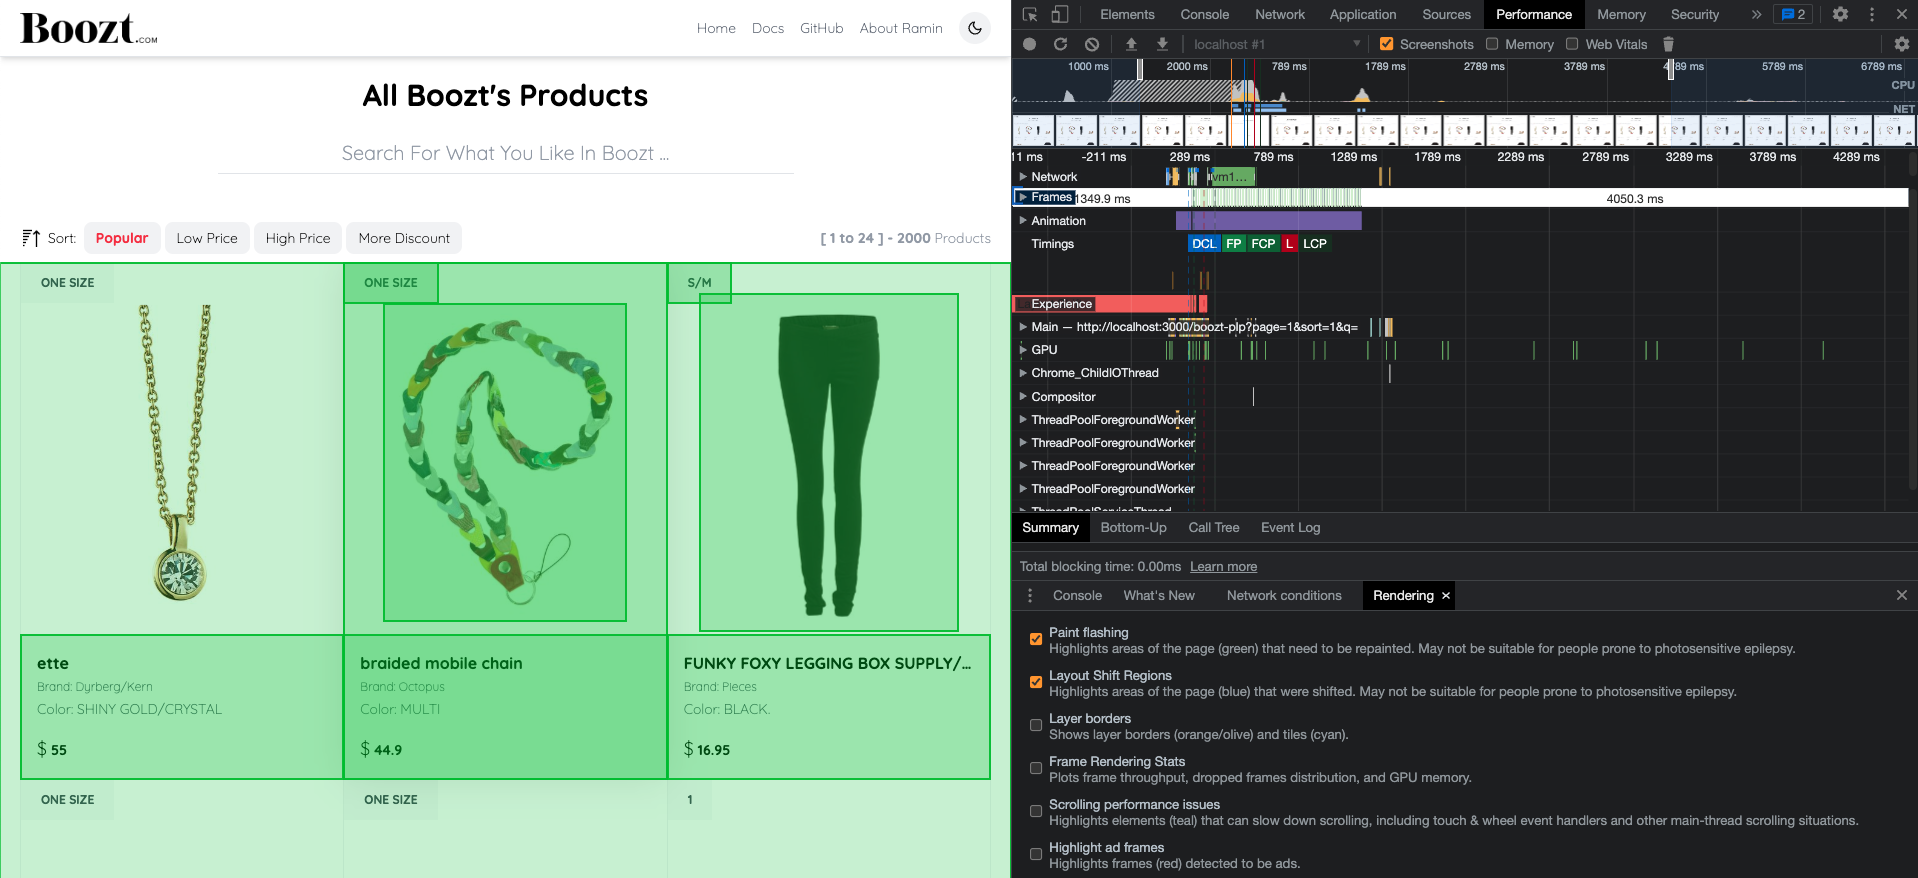 Boozt.COM
Home Docs GitHub About Ramin
All Boozt's Products
Search For What You Like In Boozt ...
Sort: Popular Low Price High Price More Discount
[ 1 to 24 ] - 2000 Products
ONE SIZE ONE SIZE S/M
ette
Brand: Dyrberg/Kern
Color: SHINY GOLD/CRYSTAL
$ 55
braided mobile chain
Brand: Octopus
Color: MULTI
$ 44.9
FUNKY FOXY LEGGING BOX SUPPLY/...
Brand: Pieces
Color: BLACK.
$ 16.95
ONE SIZE ONE SIZE 1
Elements Console Network Application Sources Performance Memory Security » 2
localhost #1 Screenshots Memory Web Vitals
1000 ms 2000 ms 789 ms 1789 ms 2789 ms 3789 ms 4789 ms 5789 ms 6789 ms
CPU
NET
11 ms -211 ms 289 ms 789 ms 1289 ms 1789 ms 2289 ms 2789 ms 3289 ms 3789 ms 4289 ms
Network vm1...
Frames 1349.9 ms 4050.3 ms
Animation
Timings DCL FP FCP L LCP
Experience
Main — http://localhost:3000/boozt-plp?page=1&sort=1&q=
GPU
Chrome_ChildIOThread
Compositor
ThreadPoolForegroundWorker
ThreadPoolForegroundWorker
ThreadPoolForegroundWorker
ThreadPoolForegroundWorker
ThreadPoolServiceThread
Summary Bottom-Up Call Tree Event Log
Total blocking time: 0.00ms Learn more
Console What's New Network conditions Rendering ×
Paint flashing
Highlights areas of the page (green) that need to be repainted. May not be suitable for people prone to photosensitive epilepsy.
Layout Shift Regions
Highlights areas of the page (blue) that were shifted. May not be suitable for people prone to photosensitive epilepsy.
Layer borders
Shows layer borders (orange/olive) and tiles (cyan).
Frame Rendering Stats
Plots frame throughput, dropped frames distribution, and GPU memory.
Scrolling performance issues
Highlights elements (teal) that can slow down scrolling, including touch & wheel event handlers and other main-thread scrolling situations.
Highlight ad frames
Highlights frames (red) detected to be ads.